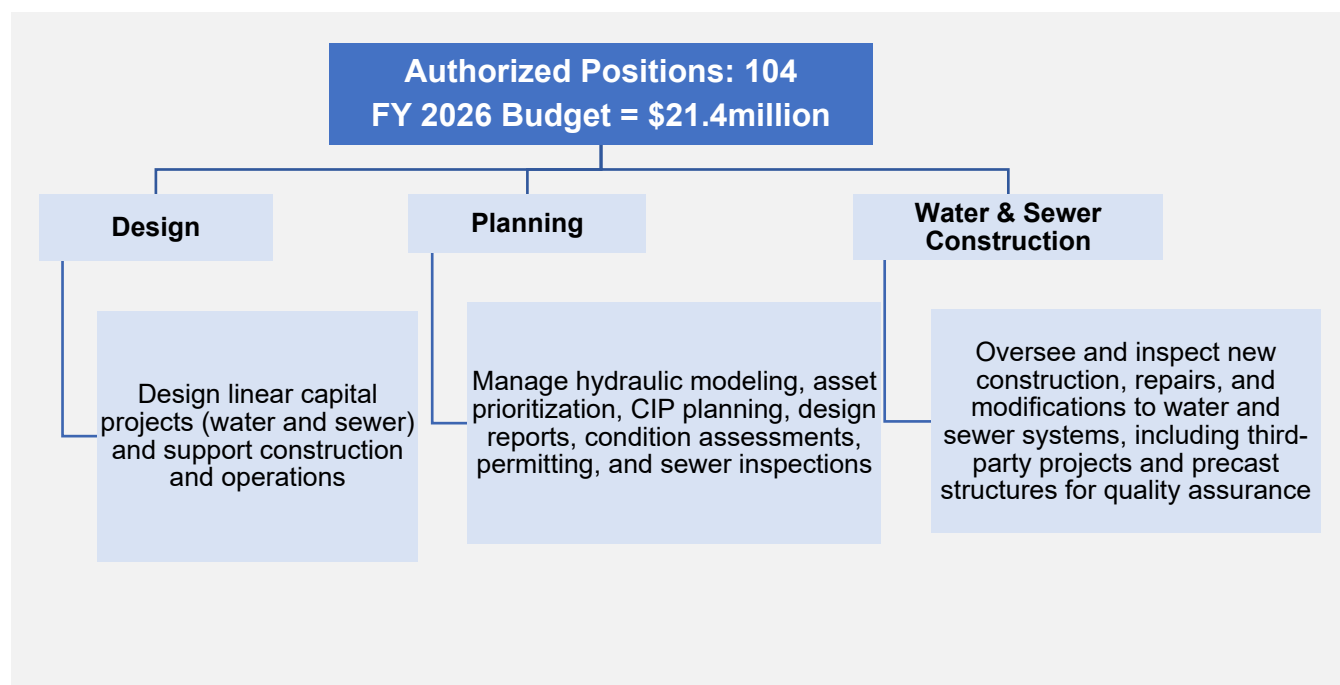 Authorized Positions: 104
FY 2026 Budget = $21.4million
Design
Planning
Water & Sewer
Construction
Design linear capital
projects (water and sewer)
and support construction
and operations
Manage hydraulic modeling, asset
prioritization, CIP planning, design
reports, condition assessments,
permitting, and sewer inspections
Oversee and inspect new
construction, repairs, and
modifications to water and
sewer systems, including third-
party projects and precast
structures for quality assurance